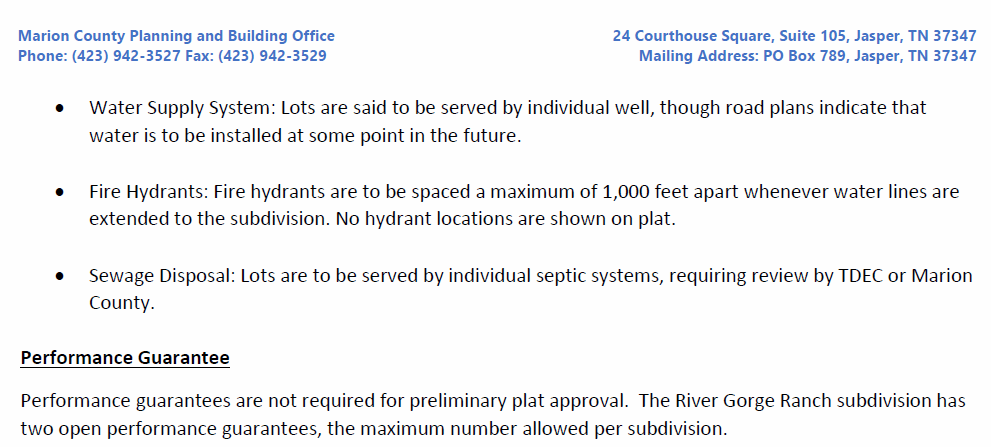 Marion County Planning and Building Office
Phone: (423) 942-3527 Fax: (423) 942-3529
24 Courthouse Square, Suite 105, Jasper, TN 37347
Mailing Address: PO Box 789, Jasper, TN 37347
• Water Supply System: Lots are said to be served by individual well, though road plans indicate that
water is to be installed at some point in the future.
• Fire Hydrants: Fire hydrants are to be spaced a maximum of 1,000 feet apart whenever water lines are
extended to the subdivision. No hydrant locations are shown on plat.
• Sewage Disposal: Lots are to be served by individual septic systems, requiring review by TDEC or Marion
County.
Performance Guarantee
Performance guarantees are not required for preliminary plat approval. The River Gorge Ranch subdivision has
two open performance guarantees, the maximum number allowed per subdivision.